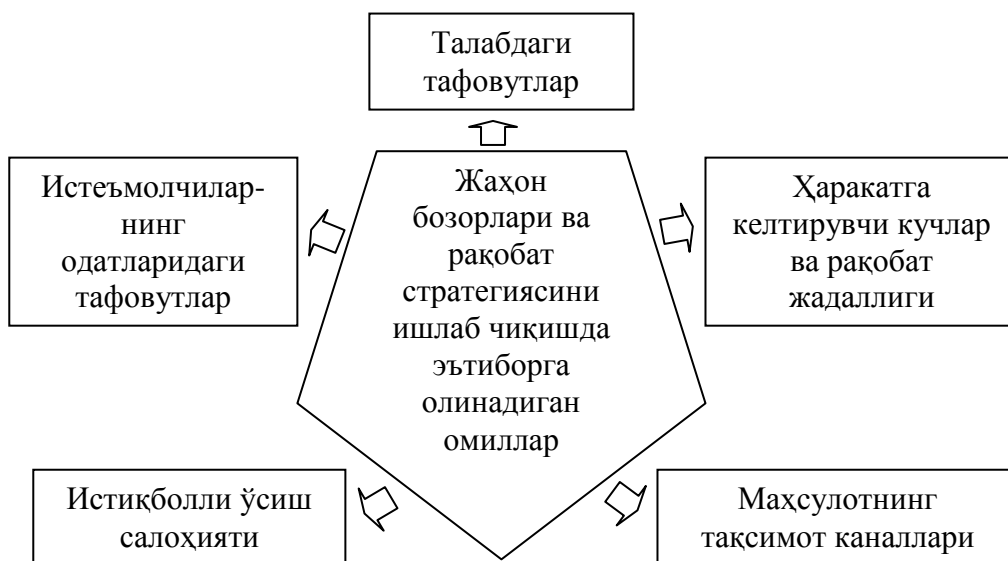 Талабдаги
тафовутлар
Истеъмолчилар-
нинг
одатларидаги
тафовутлар
Жаҳон
бозорлари ва
рақобат
стратегиясини
ишлаб чиқишда
эътиборга
олинадиган
омиллар
Ҳаракатга
келтирувчи кучлар
ва рақобат
жадаллиги
Истиқболли ўсиш
салоҳияти
Маҳсулотнинг
тақсимот каналлари